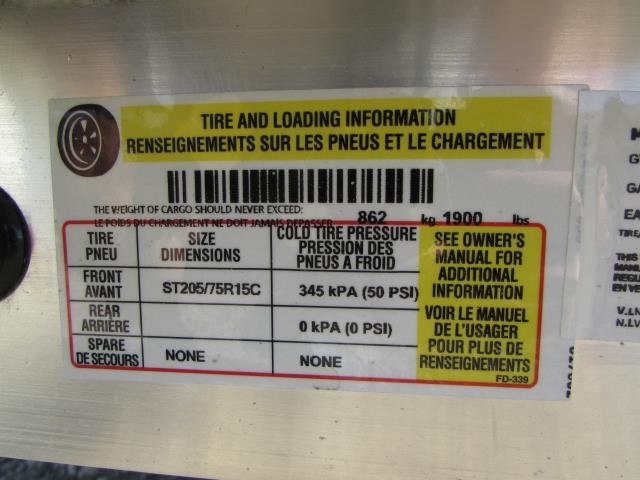 TIRE AND LOADING INFORMATION
RENSEIGNEMENTS SUR LES PNEUS ET LE CHARGEMENT
THE WEIGHT OF CARGO SHOULD NEVER EXCEED:
LE POIDS DU CHARGEMENT NE DOIT JAMAIS DEPASSER 862 kg 1900 lbs
TIRE
PNEU
SIZE
DIMENSIONS
COLD TIRE PRESSURE
PRESSION DES
PNEUS A FROID
FRONT
AVANT
ST205/75R15C
345 kPA (50 PSI)
REAR
ARRIÈRE
0 kPA (0 PSI)
SPARE
DE SECOURS
NONE
NONE
SEE OWNER'S
MANUAL FOR
ADDITIONAL
INFORMATION
VOIR LE MANUEL
DE L'USAGER
POUR PLUS DE
RENSEIGNEMENTS
FD-339